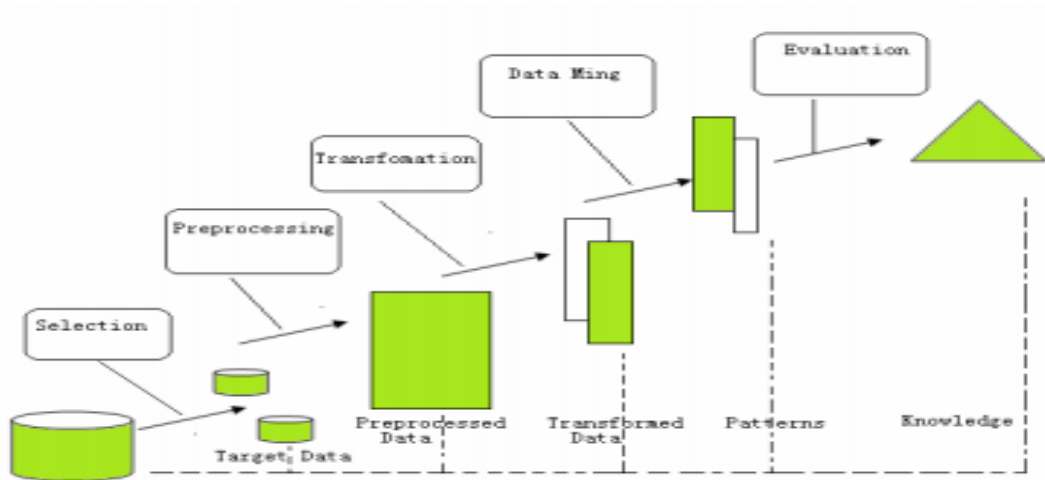 Evaluation
Data Ming
Transfomation
Preprocessing
Selection
Preprocessed
Data
Transformed
Data
Patterns
Knowledge
Target Data